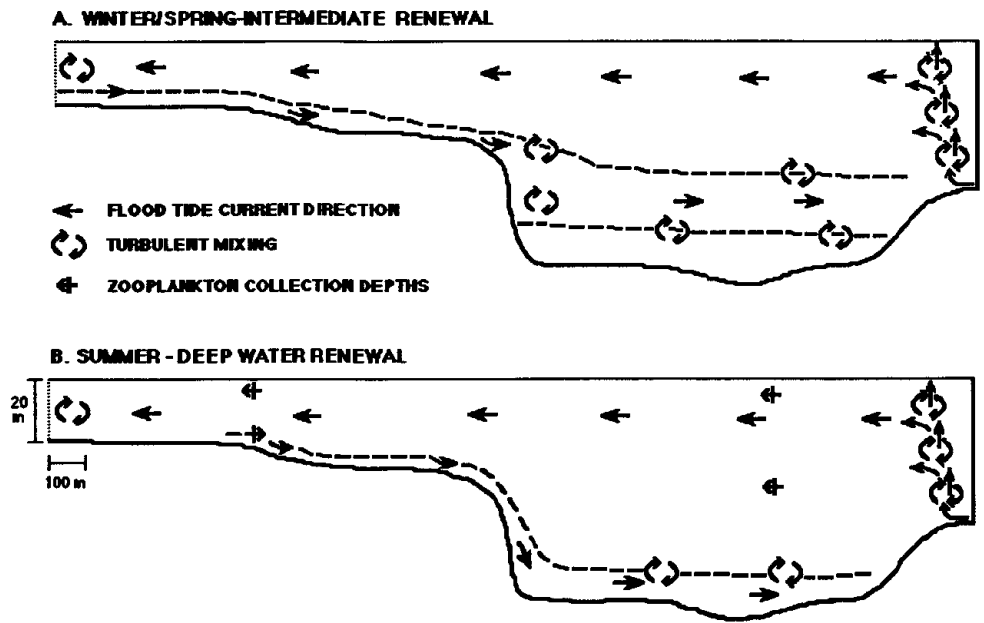 A. WINTER/SPRING-INTERMEDIATE RENEWAL
FLOOD TIDE CURRENT DIRECTION
TURBULENT MIXING
ZOOPLANKTON COLLECTION DEPTHS
B. SUMMER - DEEP WATER RENEWAL
20
m
100 m